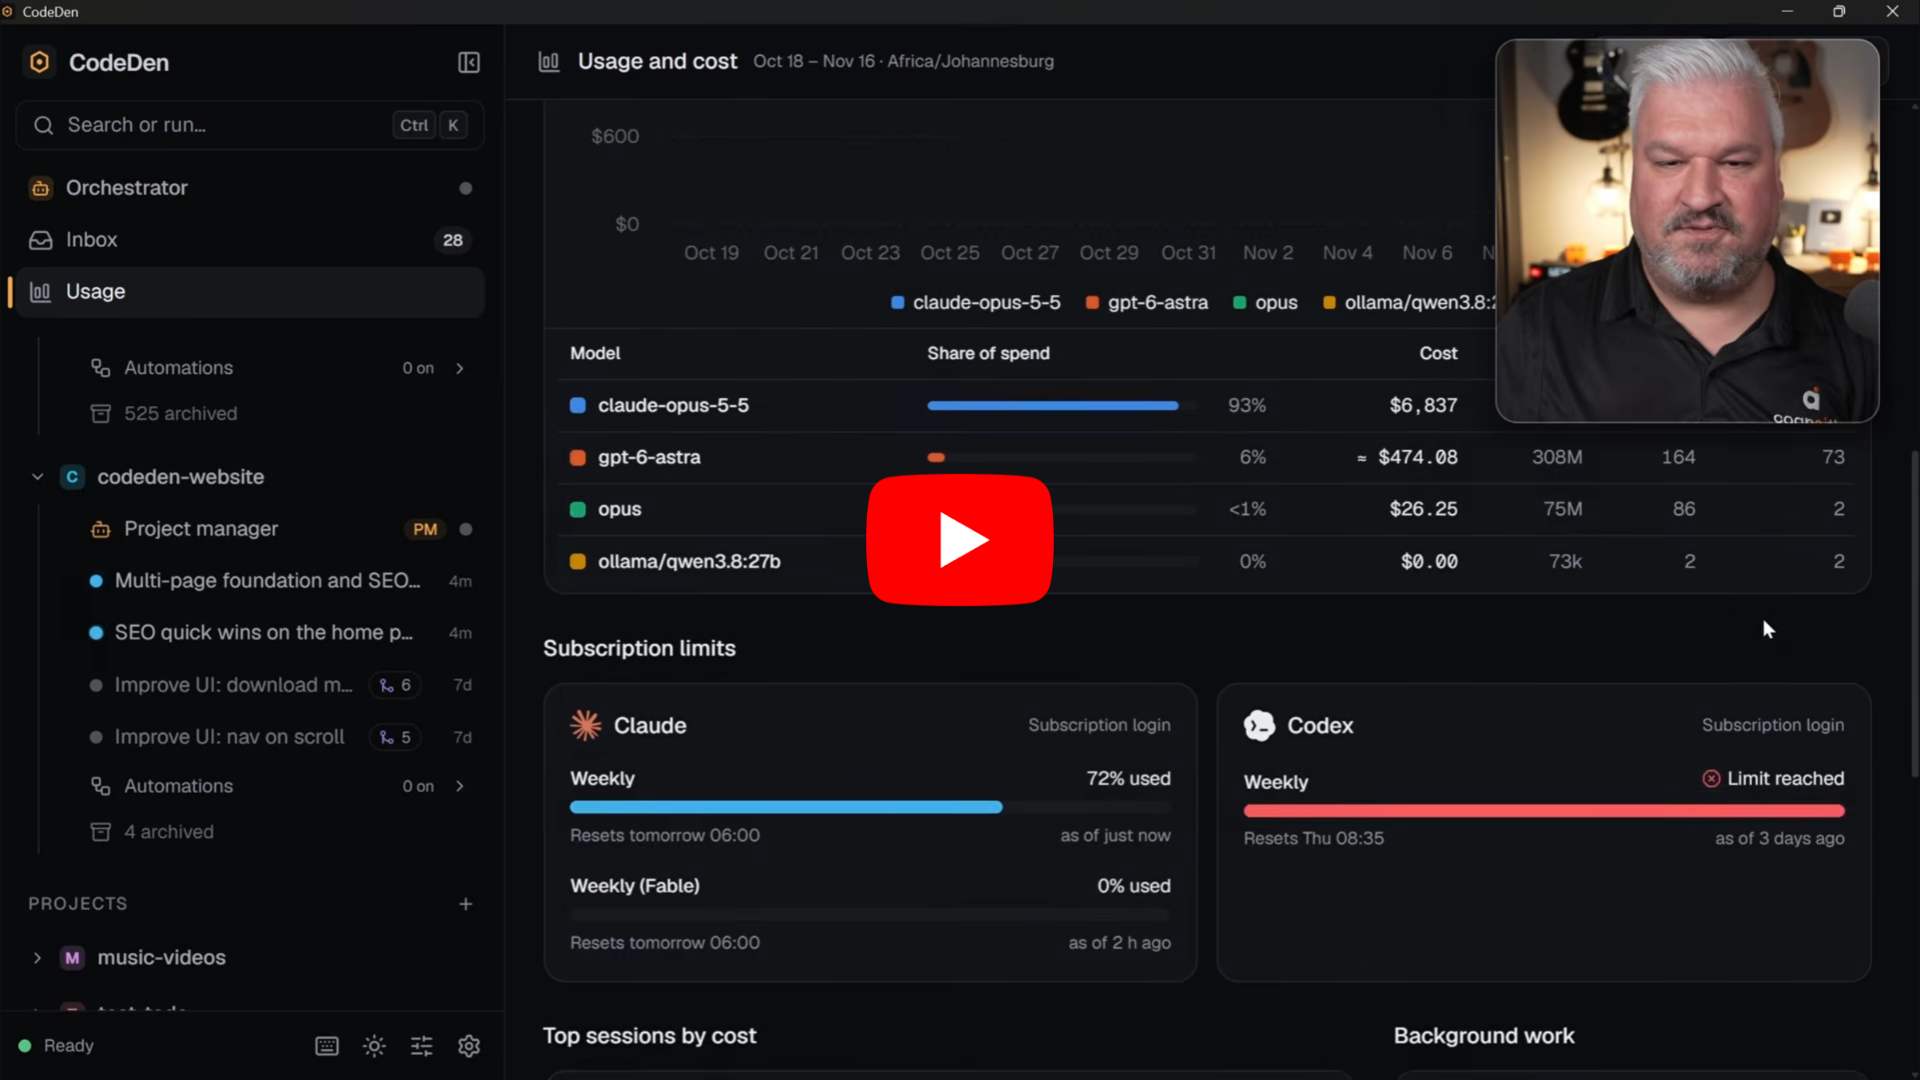 CodeDen
CodeDen
Search or run...
Ctrl K
Orchestrator
Inbox 28
Usage
Automations 0 on
525 archived
C codeden-website
Project manager PM
Multi-page foundation and SEO... 4m
SEO quick wins on the home p... 4m
Improve UI: download m... 6 7d
Improve UI: nav on scroll 5 7d
Automations 0 on
4 archived
PROJECTS +
M music-videos
Ready
Usage and cost Oct 18 – Nov 16 · Africa/Johannesburg
$600
$0
Oct 19 Oct 21 Oct 23 Oct 25 Oct 27 Oct 29 Oct 31 Nov 2 Nov 4 Nov 6 N
claude-opus-5-5 gpt-6-astra opus ollama/qwen3.8:2
Model Share of spend Cost
claude-opus-5-5 93% $6,837
gpt-6-astra 6% ≈ $474.08 308M 164 73
opus <1% $26.25 75M 86 2
ollama/qwen3.8:27b 0% $0.00 73k 2 2
Subscription limits
Claude Subscription login
Weekly 72% used
Resets tomorrow 06:00 as of just now
Weekly (Fable) 0% used
Resets tomorrow 06:00 as of 2 h ago
Codex Subscription login
Weekly Limit reached
Resets Thu 08:35 as of 3 days ago
Top sessions by cost
Background work